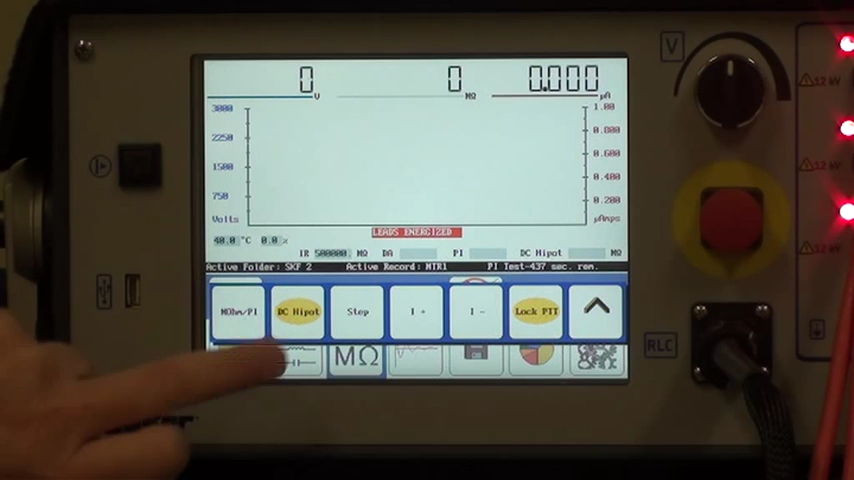 V
0 V 0 MΩ 0.000 µA
3000 1.00
2250 0.800
0.600
1500
0.400
750
0.200
Volts µAmps
LEADS ENERGIZED
40.0 °C 0.0 %
IR 500000 MΩ DA PI DC Hipot MΩ
Active Folder: SKF 2 Active Record: MTR1 PI Test-437 sec. rem.
MOhm/PI DC Hipot Step I + I - Lock PTT
MΩ
RLC
12 kV
12 kV
12 kV